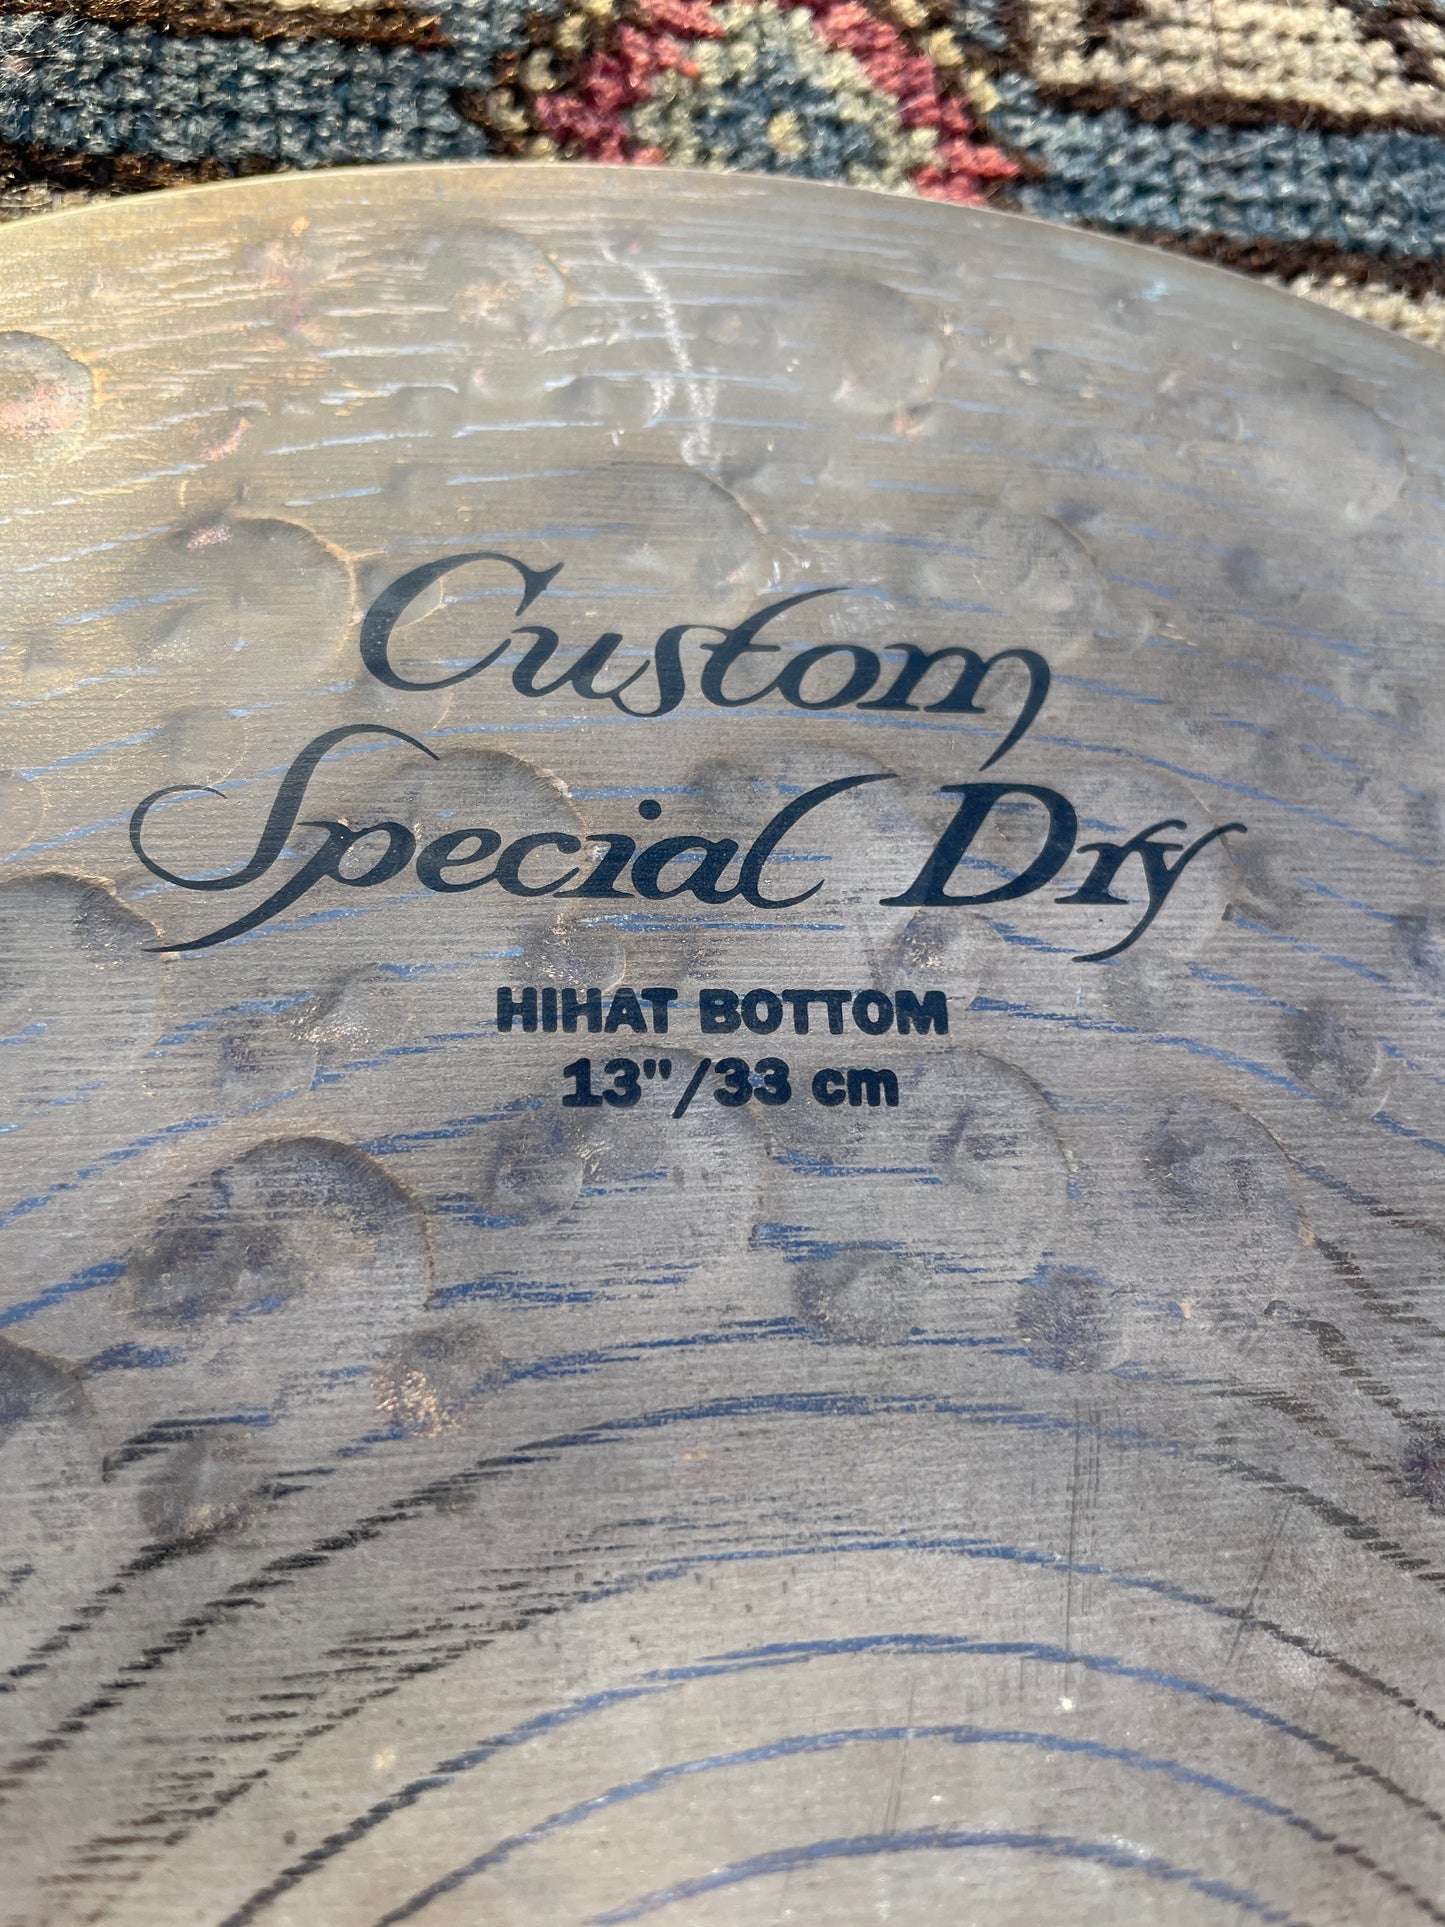 Custom
Special Dry
HIHAT BOTTOM
13"/33 cm